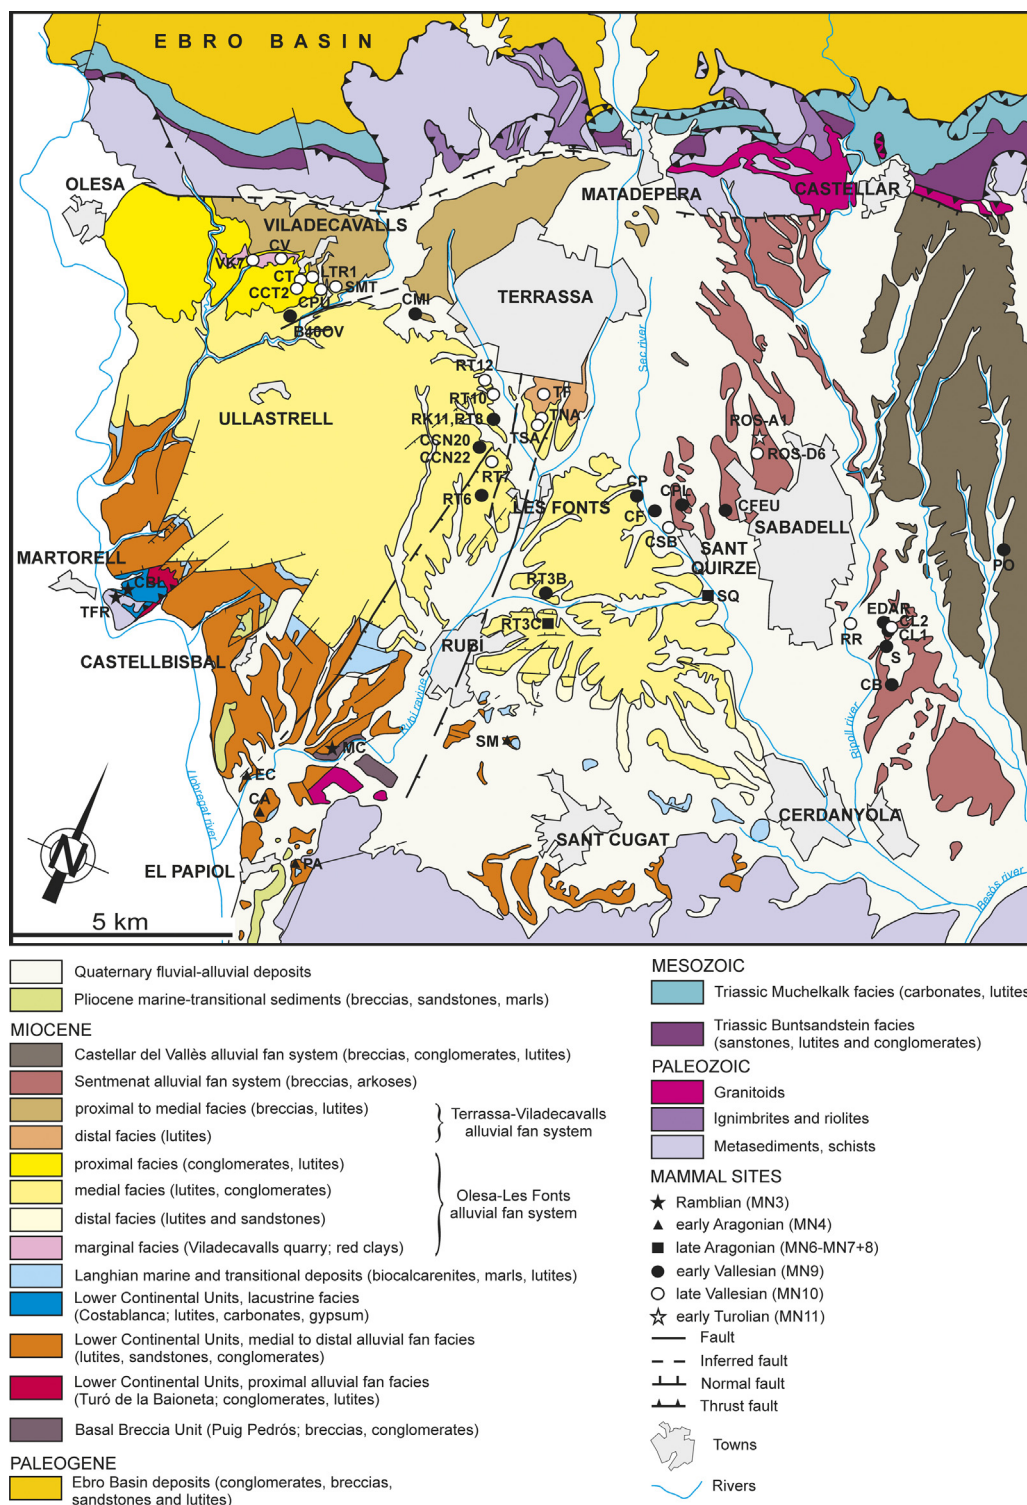 EBRO BASIN
OLESA
MATADEPERA
CASTELLAR
VILADECAVALLS
CV
VK7
CT
LTR1
CCT2
SMT
CPU
CMI
B40OV
TERRASSA
Sec river
RT12
RT10
TF
RK11,RT8
TNA
ULLASTRELL
TSA
ROS-A1
CCN20
CCN22
ROS-D6
RT7
RT6
LES FONTS
CP
CPL
CF
CFEU
SABADELL
CSB
SANT
QUIRZE
MARTORELL
CBL
TFR
RT3B
SQ
PO
EDAR
CL2
CL1
RR
RT3C
S
RUBÍ
CASTELLBISBAL
CB
Rubí ravine
Ripoll river
MC
SM
EC
Llobregat river
CA
CERDANYOLA
SANT CUGAT
EL PAPIOL
PA
Besòs river
N
5 km
Quaternary fluvial-alluvial deposits
Pliocene marine-transitional sediments (breccias, sandstones, marls)
MIOCENE
Castellar del Vallès alluvial fan system (breccias, conglomerates, lutites)
Sentmenat alluvial fan system (breccias, arkoses)
proximal to medial facies (breccias, lutites)
distal facies (lutites)
Terrassa-Viladecavalls
alluvial fan system
proximal facies (conglomerates, lutites)
medial facies (lutites, conglomerates)
distal facies (lutites and sandstones)
marginal facies (Viladecavalls quarry; red clays)
Olesa-Les Fonts
alluvial fan system
Langhian marine and transitional deposits (biocalcarenites, marls, lutites)
Lower Continental Units, lacustrine facies
(Costablanca; lutites, carbonates, gypsum)
Lower Continental Units, medial to distal alluvial fan facies
(lutites, sandstones, conglomerates)
Lower Continental Units, proximal alluvial fan facies
(Turó de la Baioneta; conglomerates, lutites)
Basal Breccia Unit (Puig Pedrós; breccias, conglomerates)
PALEOGENE
Ebro Basin deposits (conglomerates, breccias,
sandstones and lutites)
MESOZOIC
Triassic Muchelkalk facies (carbonates, lutites
Triassic Buntsandstein facies
(sanstones, lutites and conglomerates)
PALEOZOIC
Granitoids
Ignimbrites and riolites
Metasediments, schists
MAMMAL SITES
Ramblian (MN3)
early Aragonian (MN4)
late Aragonian (MN6-MN7+8)
early Vallesian (MN9)
late Vallesian (MN10)
early Turolian (MN11)
Fault
Inferred fault
Normal fault
Thrust fault
Towns
Rivers